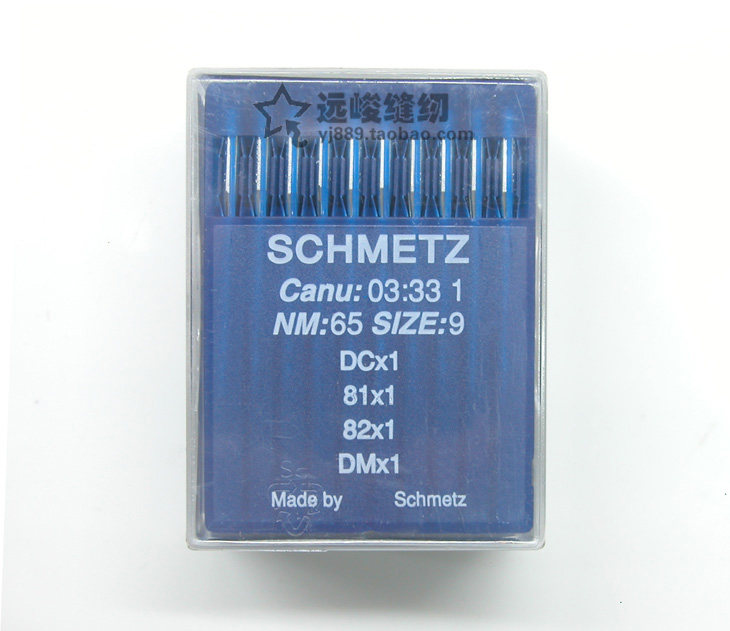 远峻缝纫
yj889.taobao.com
SCHMETZ
Canu: 03:33 1
NM:65 SIZE:9
DCx1
81x1
82x1
DMx1
Made by Schmetz